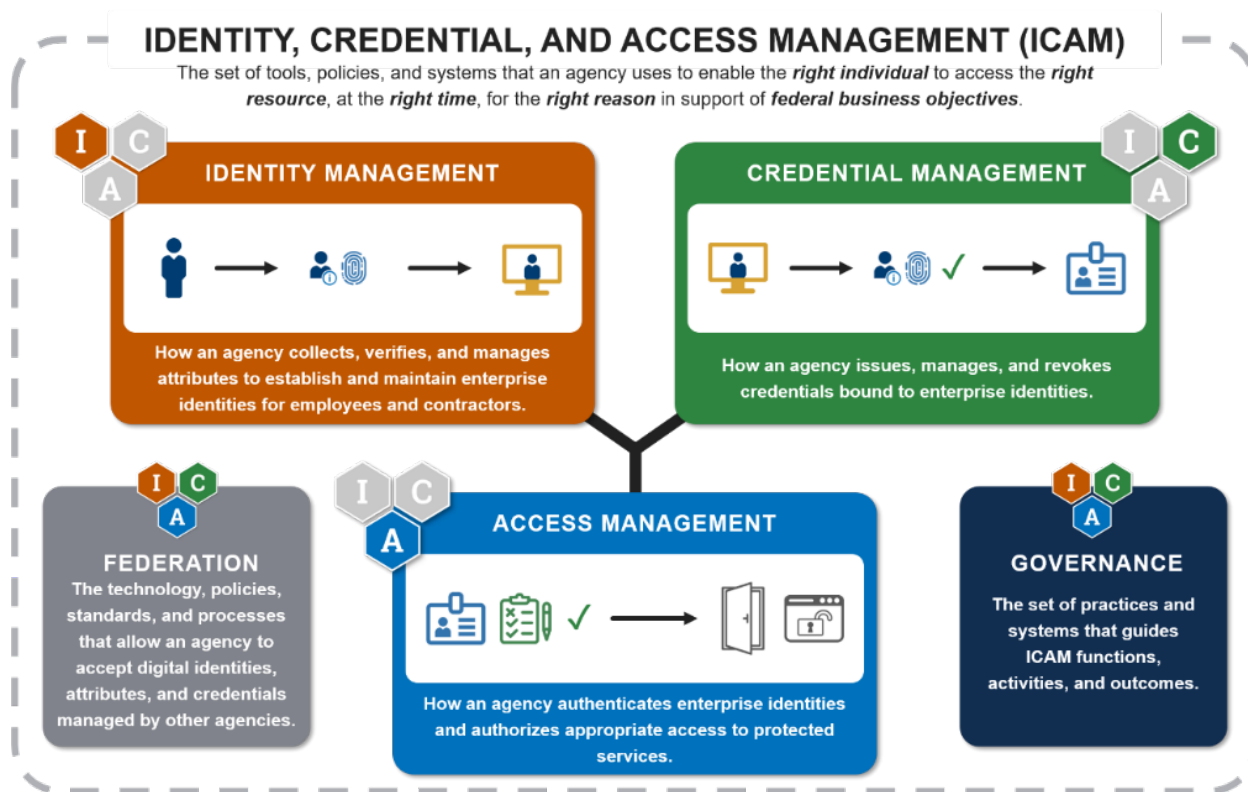 IDENTITY, CREDENTIAL, AND ACCESS MANAGEMENT (ICAM)
The set of tools, policies, and systems that an agency uses to enable the right individual to access the right
resource, at the right time, for the right reason in support of federal business objectives.
I
C
A
IDENTITY MANAGEMENT
How an agency collects, verifies, and manages
attributes to establish and maintain enterprise
identities for employees and contractors.
I
C
A
CREDENTIAL MANAGEMENT
How an agency issues, manages, and revokes
credentials bound to enterprise identities.
I
C
A
FEDERATION
The technology, policies,
standards, and processes
that allow an agency to
accept digital identities,
attributes, and credentials
managed by other agencies.
I
C
A
ACCESS MANAGEMENT
How an agency authenticates enterprise identities
and authorizes appropriate access to protected
services.
I
C
A
GOVERNANCE
The set of practices and
systems that guides
ICAM functions,
activities, and outcomes.